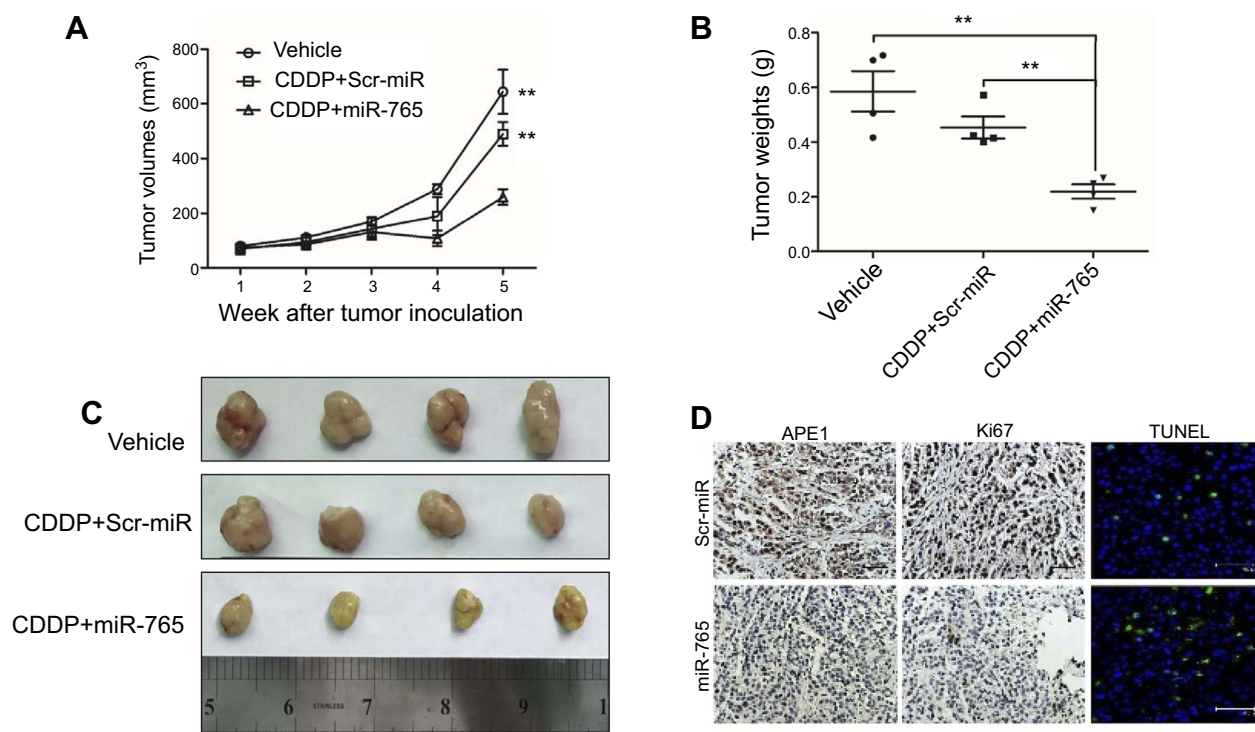 A
800
600
400
200
0
Tumor volumes (mm³)
Vehicle
CDDP+Scr-miR
CDDP+miR-765
**
**
1 2 3 4 5
Week after tumor inoculation
B
**
**
0.8
0.6
0.4
0.2
0.0
Tumor weights (g)
Vehicle
CDDP+Scr-miR
CDDP+miR-765
C
Vehicle
CDDP+Scr-miR
CDDP+miR-765
5 6 STAINLESS 7 8 9 1
D
APE1 Ki67 TUNEL
Scr-miR
miR-765